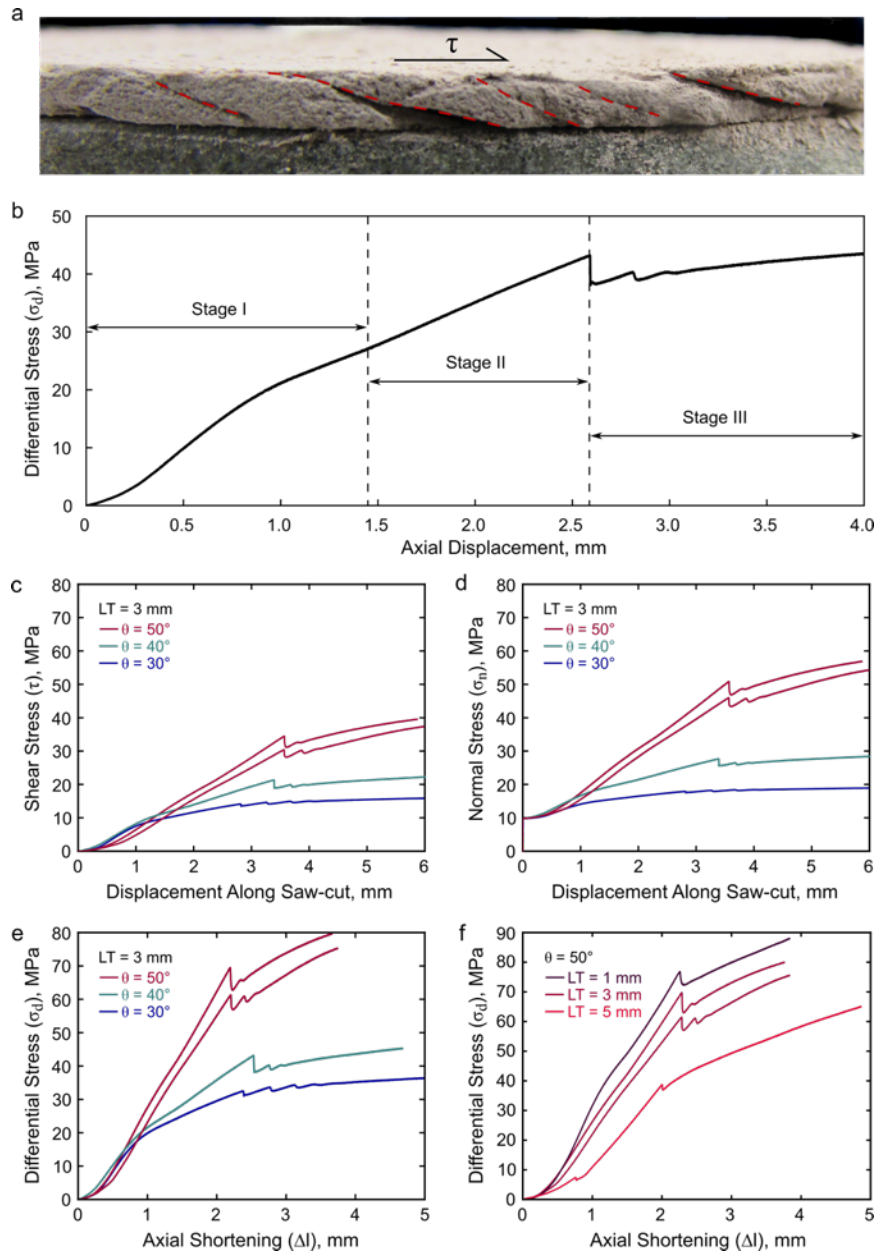 a
τ
b
50
40
30
20
10
0
Differential Stress (σd), MPa
Stage I
Stage II
Stage III
0 0.5 1.0 1.5 2.0 2.5 3.0 3.5 4.0
Axial Displacement, mm
c
80
70
60
50
40
30
20
10
0
Shear Stress (τ), MPa
LT = 3 mm
θ = 50°
θ = 40°
θ = 30°
0 1 2 3 4 5 6
Displacement Along Saw-cut, mm
d
80
70
60
50
40
30
20
10
0
Normal Stress (σn), MPa
LT = 3 mm
θ = 50°
θ = 40°
θ = 30°
0 1 2 3 4 5 6
Displacement Along Saw-cut, mm
e
80
70
60
50
40
30
20
10
0
Differential Stress (σd), MPa
LT = 3 mm
θ = 50°
θ = 40°
θ = 30°
0 1 2 3 4 5
Axial Shortening (Δl), mm
f
90
80
70
60
50
40
30
20
10
0
Differential Stress (σd), MPa
θ = 50°
LT = 1 mm
LT = 3 mm
LT = 5 mm
0 1 2 3 4 5
Axial Shortening (Δl), mm